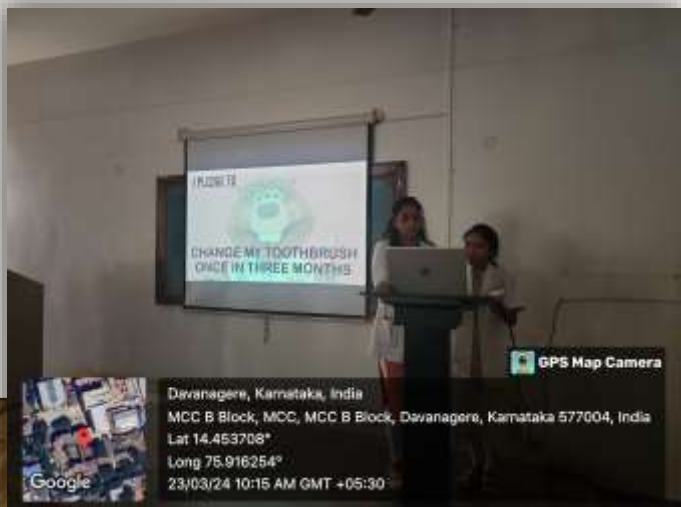 I PLEDGE TO
CHANGE MY TOOTHBRUSH
ONCE IN THREE MONTHS
GPS Map Camera
Davanagere, Karnataka, India
MCC B Block, MCC, MCC B Block, Davanagere, Karnataka 577004, India
Lat 14.453708°
Long 75.916254°
23/03/24 10:15 AM GMT +05:30
Google